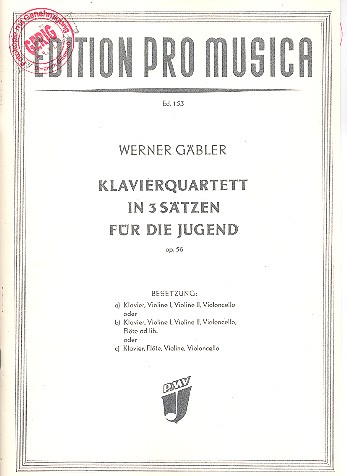 EDITION PRO MUSICA
Ed. 153
WERNER GÄBLER
KLAVIERQUARTETT
IN 3 SÄTZEN
FÜR DIE JUGEND
op. 56
BESETZUNG:
a) Klavier, Violine I, Violine II, Violoncello
oder
b) Klavier, Violine I, Violine II, Violoncello,
Flöte ad lib.
oder
c) Klavier, Flöte, Violine, Violoncello
PMV